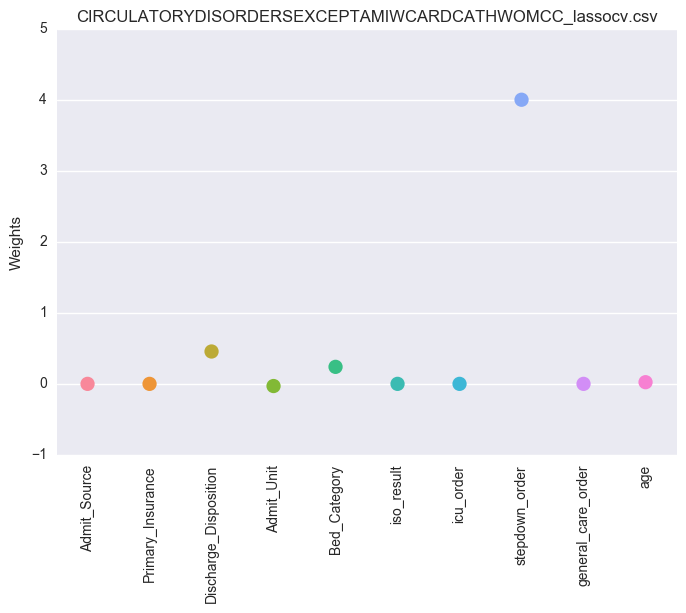 CIRCULATORYDISORDERSEXCEPTAMIWCARDCATHWOMCC_lassocv.csv
5
4
3
2
1
0
−1
Weights
Admit_Source
Primary_Insurance
Discharge_Disposition
Admit_Unit
Bed_Category
iso_result
icu_order
stepdown_order
general_care_order
age